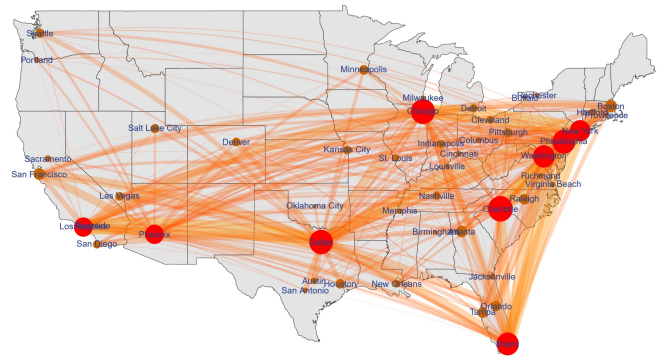 Seattle
Portland
Minneapolis
Milwaukee
Chicago
Detroit
Buffalo
Rochester
Boston
Hartford
Providence
Cleveland
New York
Salt Lake City
Denver
Kansas City
St. Louis
Indianapolis
Columbus
Pittsburgh
Philadelphia
Cincinnati
Washington
Sacramento
San Francisco
Louisville
Richmond
Virginia Beach
Las Vegas
Oklahoma City
Nashville
Memphis
Raleigh
Charlotte
Los Angeles
Phoenix
San Diego
Dallas
Birmingham
Atlanta
Austin
Houston
San Antonio
New Orleans
Jacksonville
Orlando
Tampa
Miami